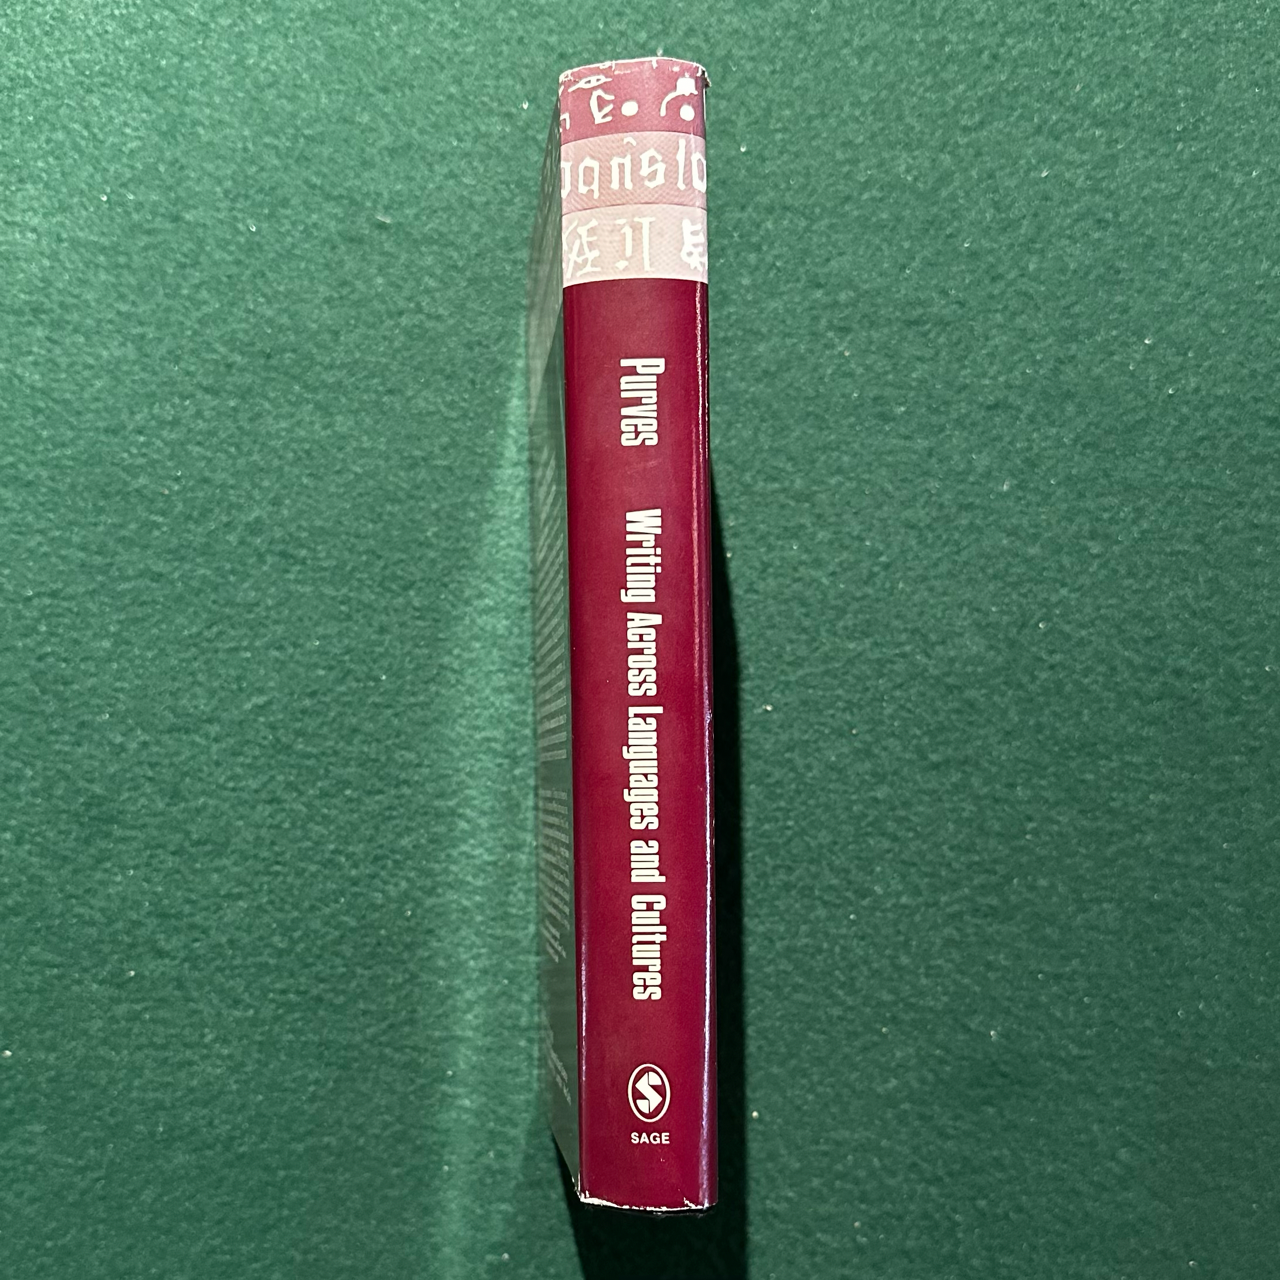 Purves
Writing Across Languages and Cultures
SAGE